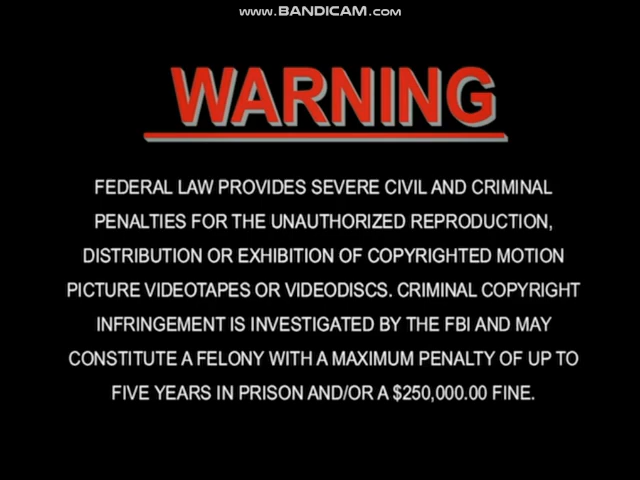 www.BANDICAM.com
WARNING
FEDERAL LAW PROVIDES SEVERE CIVIL AND CRIMINAL
PENALTIES FOR THE UNAUTHORIZED REPRODUCTION,
DISTRIBUTION OR EXHIBITION OF COPYRIGHTED MOTION
PICTURE VIDEOTAPES OR VIDEODISCS. CRIMINAL COPYRIGHT
INFRINGEMENT IS INVESTIGATED BY THE FBI AND MAY
CONSTITUTE A FELONY WITH A MAXIMUM PENALTY OF UP TO
FIVE YEARS IN PRISON AND/OR A $250,000.00 FINE.